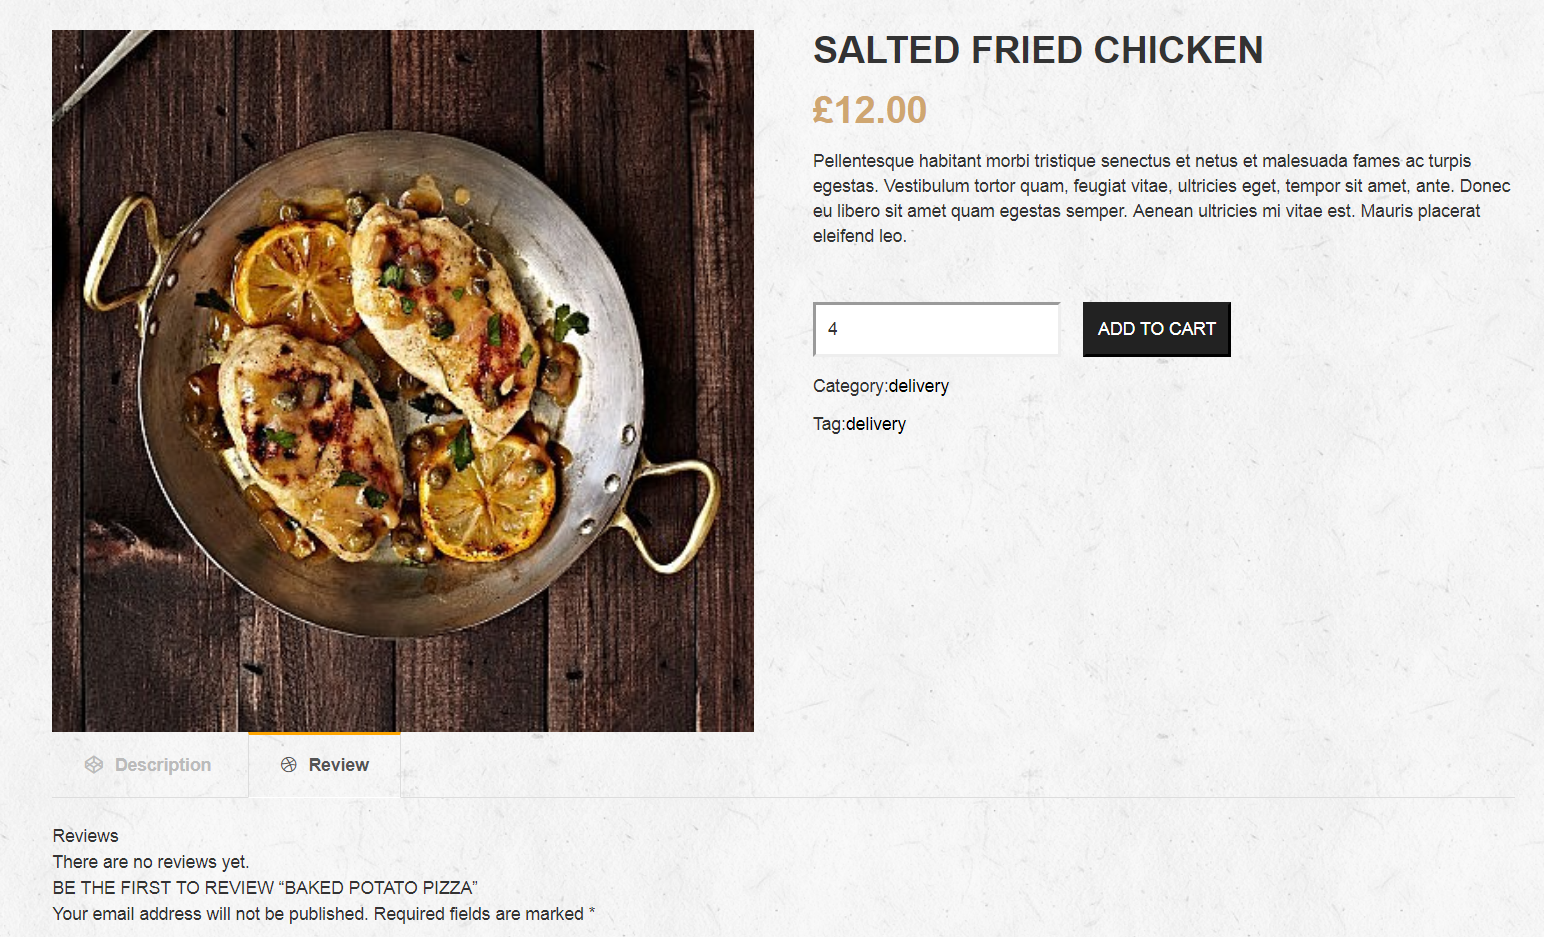 SALTED FRIED CHICKEN
£12.00
Pellentesque habitant morbi tristique senectus et netus et malesuada fames ac turpis
egestas. Vestibulum tortor quam, feugiat vitae, ultricies eget, tempor sit amet, ante. Donec
eu libero sit amet quam egestas semper. Aenean ultricies mi vitae est. Mauris placerat
eleifend leo.
4
ADD TO CART
Category:delivery
Tag:delivery
Description
Review
Reviews
There are no reviews yet.
BE THE FIRST TO REVIEW “BAKED POTATO PIZZA”
Your email address will not be published. Required fields are marked *